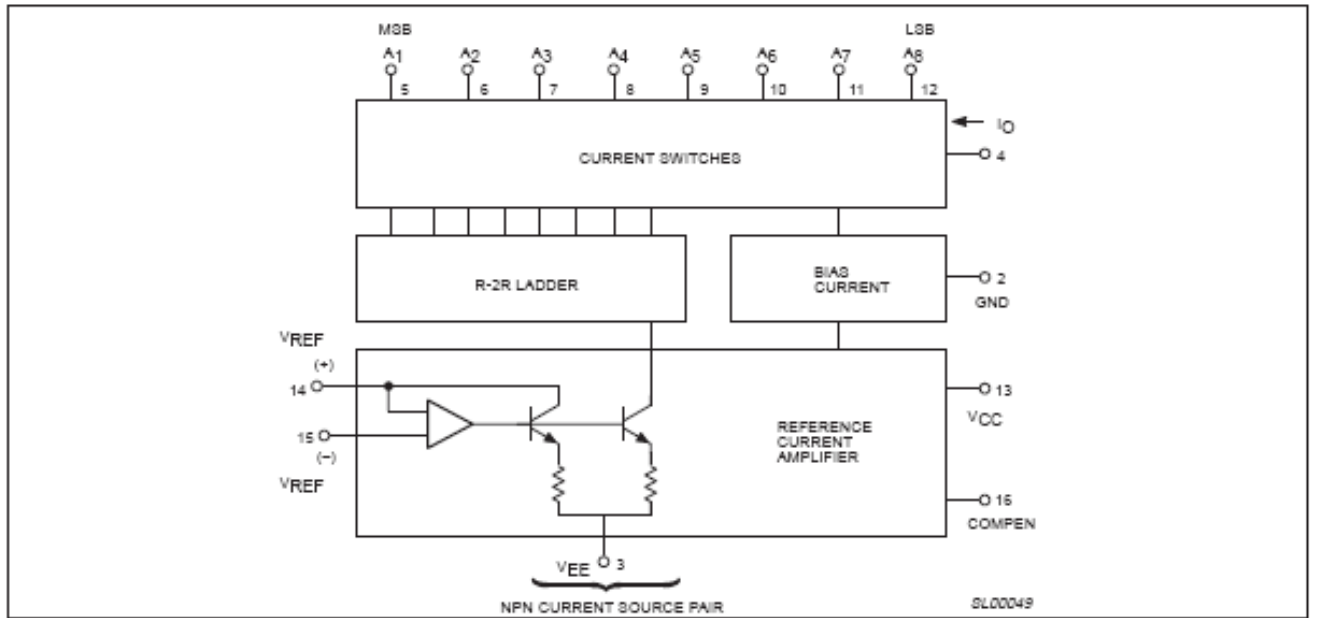 MSB LSB
A1 A2 A3 A4 A5 A6 A7 A8
5 6 7 8 9 10 11 12
IO
CURRENT SWITCHES
4
R-2R LADDER
BIAS
CURRENT
2
GND
VREF
(+)
14
15
(–)
VREF
REFERENCE
CURRENT
AMPLIFIER
13
VCC
16
COMPEN
VEE 3
NPN CURRENT SOURCE PAIR
SL00049